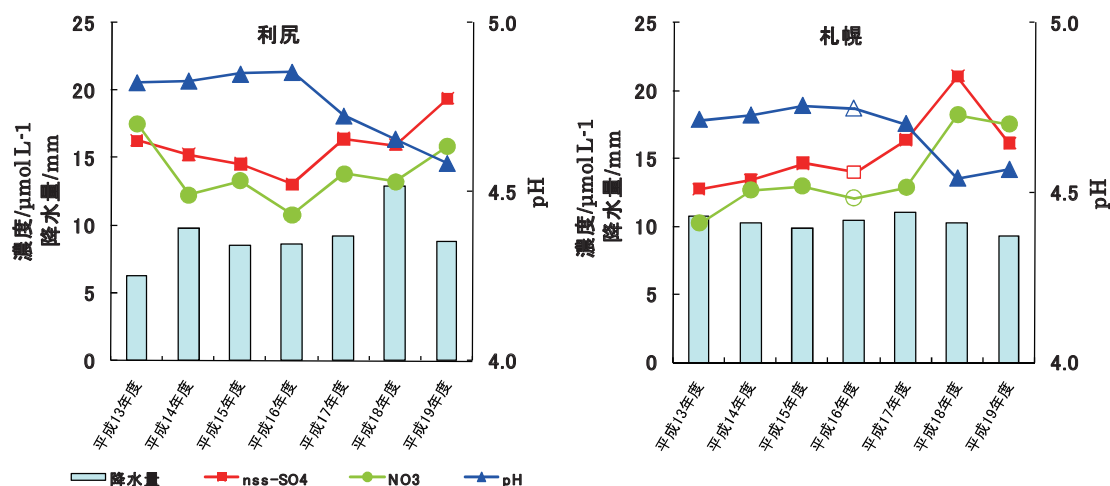 利尻
25
20
15
10
5
0
濃度/μmol L-1
降水量/mm
5.0
4.5
4.0
pH
平成13年度
平成14年度
平成15年度
平成16年度
平成17年度
平成18年度
平成19年度
札幌
25
20
15
10
5
0
濃度/μmol L-1
降水量/mm
5.0
4.5
4.0
pH
平成13年度
平成14年度
平成15年度
平成16年度
平成17年度
平成18年度
平成19年度
降水量 nss-SO4 NO3 pH